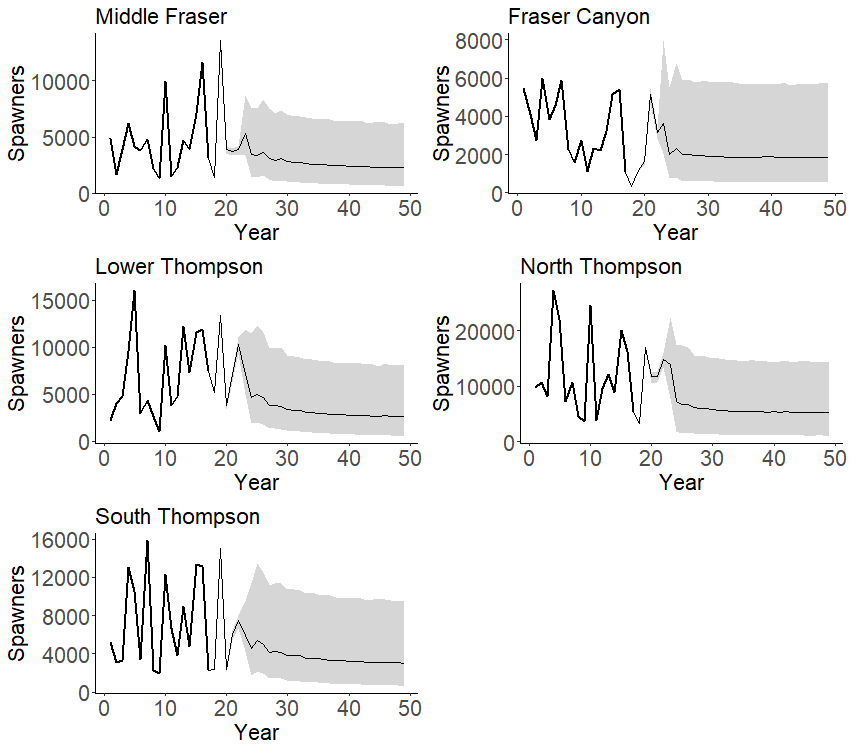 Middle Fraser
Spawners
10000
5000
0
0 10 20 30 40 50
Year
Fraser Canyon
Spawners
8000
6000
4000
2000
0
0 10 20 30 40 50
Year
Lower Thompson
Spawners
15000
10000
5000
0
0 10 20 30 40 50
Year
North Thompson
Spawners
20000
10000
0
0 10 20 30 40 50
Year
South Thompson
Spawners
16000
12000
8000
4000
0
0 10 20 30 40 50
Year